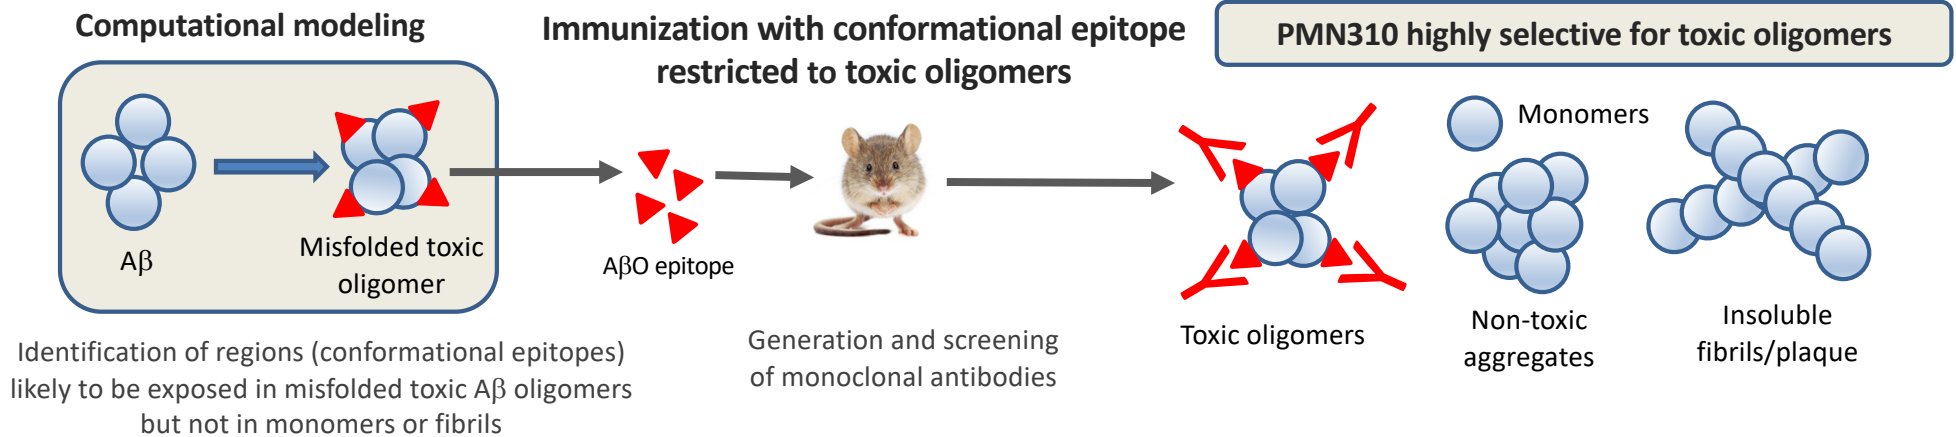 Computational modeling
Aβ
Misfolded toxic
oligomer
Identification of regions (conformational epitopes)
likely to be exposed in misfolded toxic Aβ oligomers
but not in monomers or fibrils
Immunization with conformational epitope
restricted to toxic oligomers
AβO epitope
Generation and screening
of monoclonal antibodies
PMN310 highly selective for toxic oligomers
Toxic oligomers
Monomers
Non-toxic
aggregates
Insoluble
fibrils/plaque